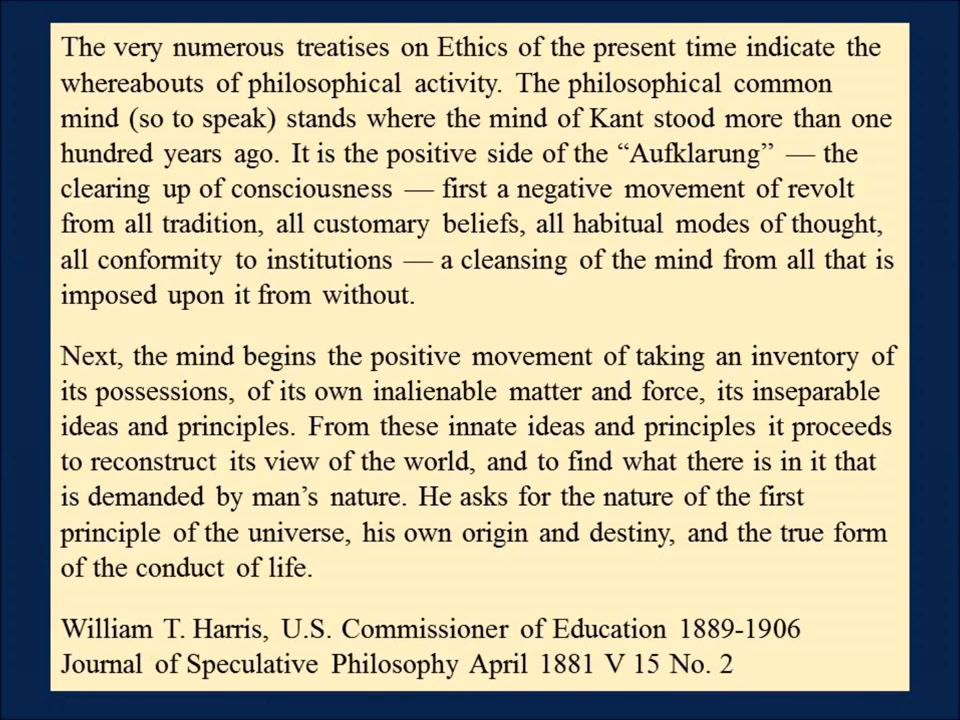 The very numerous treatises on Ethics of the present time indicate the
whereabouts of philosophical activity. The philosophical common
mind (so to speak) stands where the mind of Kant stood more than one
hundred years ago. It is the positive side of the “Aufklarung” — the
clearing up of consciousness — first a negative movement of revolt
from all tradition, all customary beliefs, all habitual modes of thought,
all conformity to institutions — a cleansing of the mind from all that is
imposed upon it from without.
Next, the mind begins the positive movement of taking an inventory of
its possessions, of its own inalienable matter and force, its inseparable
ideas and principles. From these innate ideas and principles it proceeds
to reconstruct its view of the world, and to find what there is in it that
is demanded by man’s nature. He asks for the nature of the first
principle of the universe, his own origin and destiny, and the true form
of the conduct of life.
William T. Harris, U.S. Commissioner of Education 1889-1906
Journal of Speculative Philosophy April 1881 V 15 No. 2